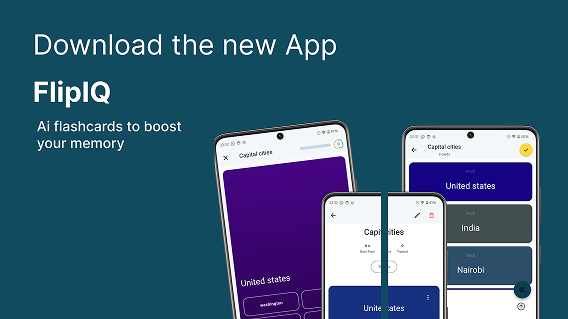 Download the new App
FlipIQ
Ai flashcards to boost
your memory
Capital cities
United states
washington
Capital cities
United states
Capital cities
United states
India
Nairobi